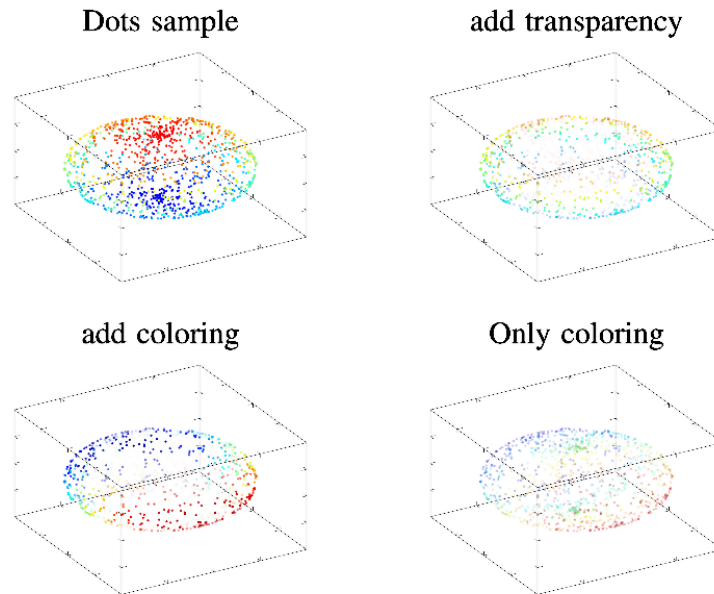 Dots sample
add transparency
add coloring
Only coloring